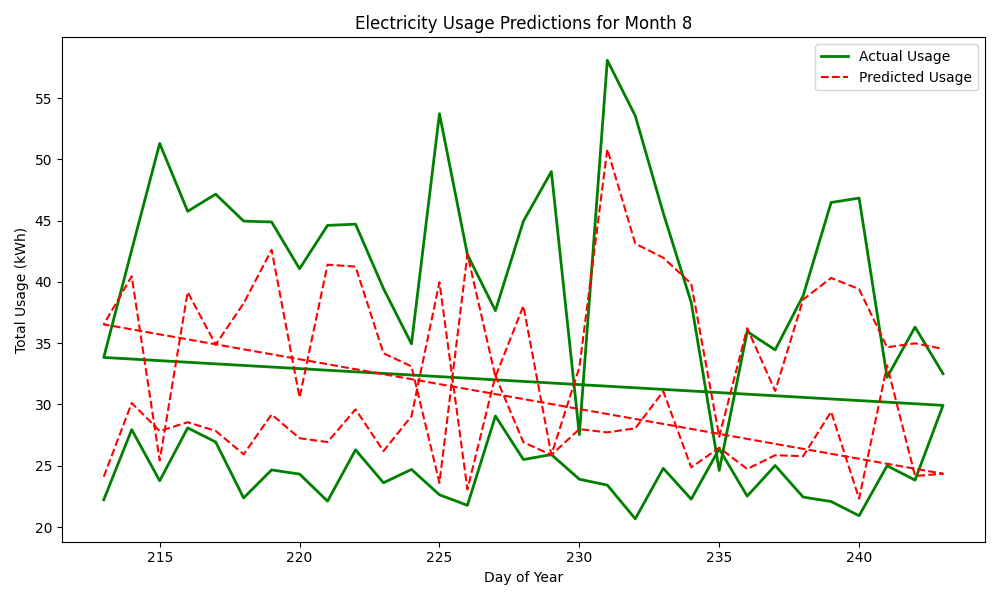 Electricity Usage Predictions for Month 8
Actual Usage
Predicted Usage
Total Usage (kWh)
55
50
45
40
35
30
25
20
215 220 225 230 235 240
Day of Year